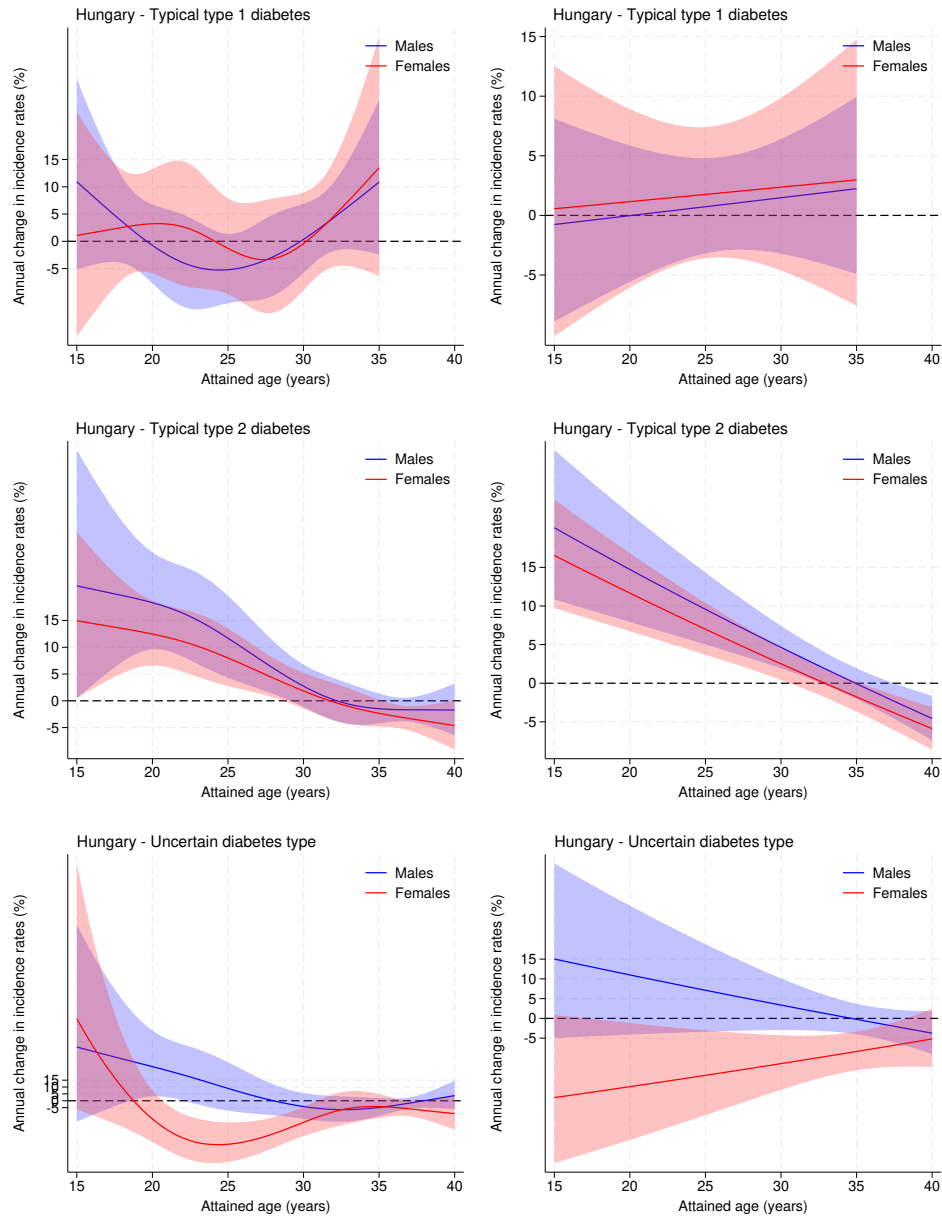 Hungary - Typical type 1 diabetes
Males
Females
Annual change in incidence rates (%)
15
10
5
0
-5
15 20 25 30 35 40
Attained age (years)
Hungary - Typical type 1 diabetes
Males
Females
Annual change in incidence rates (%)
15
10
5
0
-5
15 20 25 30 35 40
Attained age (years)
Hungary - Typical type 2 diabetes
Males
Females
Annual change in incidence rates (%)
15
10
5
0
-5
15 20 25 30 35 40
Attained age (years)
Hungary - Typical type 2 diabetes
Males
Females
Annual change in incidence rates (%)
15
10
5
0
-5
15 20 25 30 35 40
Attained age (years)
Hungary - Uncertain diabetes type
Males
Females
Annual change in incidence rates (%)
15
10
5
0
-5
15 20 25 30 35 40
Attained age (years)
Hungary - Uncertain diabetes type
Males
Females
Annual change in incidence rates (%)
15
10
5
0
-5
15 20 25 30 35 40
Attained age (years)